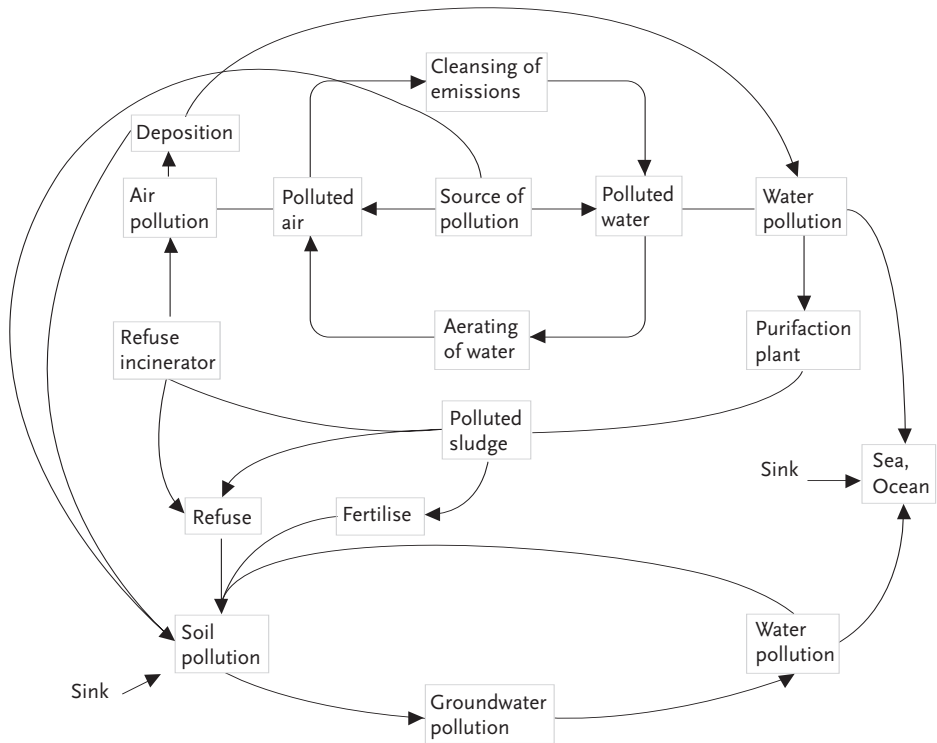 Cleansing of
emissions
Deposition
Air
pollution
Polluted
air
Source of
pollution
Polluted
water
Water
pollution
Refuse
incinerator
Aerating
of water
Purifaction
plant
Polluted
sludge
Sink
Sea,
Ocean
Refuse
Fertilise
Soil
pollution
Water
pollution
Sink
Groundwater
pollution